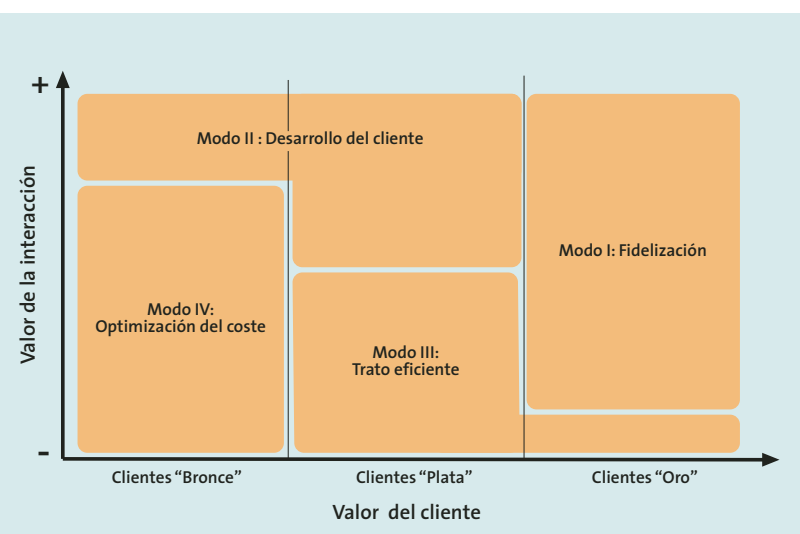 +
Modo II : Desarrollo del cliente
Modo I: Fidelización
Modo IV:
Optimización del coste
Modo III:
Trato eficiente
Valor de la interacción
-
Clientes “Bronce”
Clientes “Plata”
Clientes “Oro”
Valor del cliente